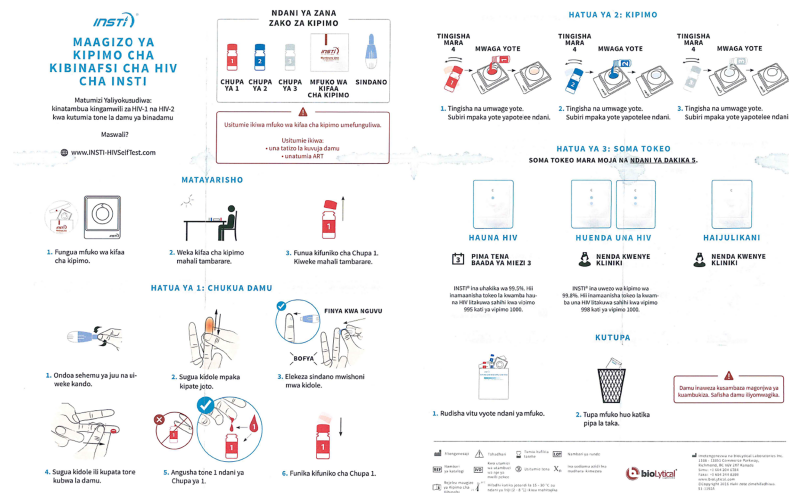 INSTI
MAAGIZO YA
KIPIMO CHA
KIBINAFSI CHA HIV
CHA INSTI
Matumizi Yaliyokusudiwa:
kinatambua kingamwili za HIV-1 na HIV-2
kwa kutumia tone la damu ya binadamu
Maswali?
www.INSTI-HIVSelfTest.com
NDANI YA ZANA
ZAKO ZA KIPIMO
CHUPA
YA 1
CHUPA
YA 2
CHUPA
YA 3
MFUKO WA
KIFAA
CHA KIPIMO
SINDANO
Usitumie ikiwa mfuko wa kifaa cha kipimo umefunguliwa.
Usitumie ikiwa:
• una tatizo la kuvuja damu
• unatumia ART
MATAYARISHO
1. Fungua mfuko wa kifaa
cha kipimo.
2. Weka kifaa cha kipimo
mahali tambarare.
3. Funua kifuniko cha Chupa 1.
Kiweke mahali tambarare.
HATUA YA 1: CHUKUA DAMU
FINYA KWA NGUVU
BOFYA
1. Ondoa sehemu ya juu na ui-
weke kando.
2. Sugua kidole mpaka
kipate joto.
3. Elekeza sindano mwishoni
mwa kidole.
4. Sugua kidole ili kupata tone
kubwa la damu.
5. Angusha tone 1 ndani ya
Chupa ya 1.
6. Funika kifuniko cha Chupa 1.
HATUA YA 2: KIPIMO
TINGISHA
MARA
4
MWAGA YOTE
TINGISHA
MARA
4
MWAGA YOTE
TINGISHA
MARA
4
MWAGA YOTE
1. Tingisha na umwage yote.
Subiri mpaka yote yapotelee ndani.
2. Tingisha na umwage yote.
Subiri mpaka yote yapotelee ndani.
3. Tingisha na umwage yote.
Subiri mpaka yote yapotelee ndani
HATUA YA 3: SOMA TOKEO
SOMA TOKEO MARA MOJA NA NDANI YA DAKIKA 5.
HAUNA HIV
HUENDA UNA HIV
HAIJULIKANI
3
PIMA TENA
BAADA YA MIEZI 3
NENDA KWENYE
KLINIKI
NENDA KWENYE
KLINIKI
INSTI® ina uhakika wa 99.5%. Hii
inamaanisha tokeo la kwamba hau-
na HIV litakuwa sahihi kwa vipimo
995 kati ya vipimo 1000.
INSTI® ina uwezo wa kipimo wa
99.8%. Hii inamaanisha tokeo la kwam-
ba una HIV litakuwa sahihi kwa vipimo
998 kati ya vipimo 1000.
KUTUPA
1. Rudisha vitu vyote ndani ya mfuko.
2. Tupa mfuko huo katika
pipa la taka.
Damu inaweza kusambaza magonjwa ya
kuambukiza. Safisha damu iliyomwagika.
LOT
REF
IVD
bioLytical